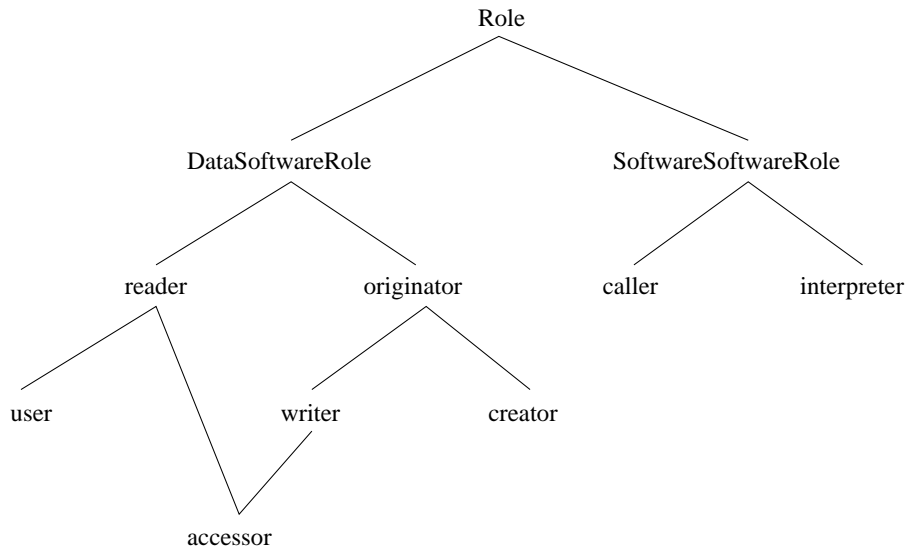 Role
DataSoftwareRole
SoftwareSoftwareRole
reader
originator
caller
interpreter
user
writer
creator
accessor